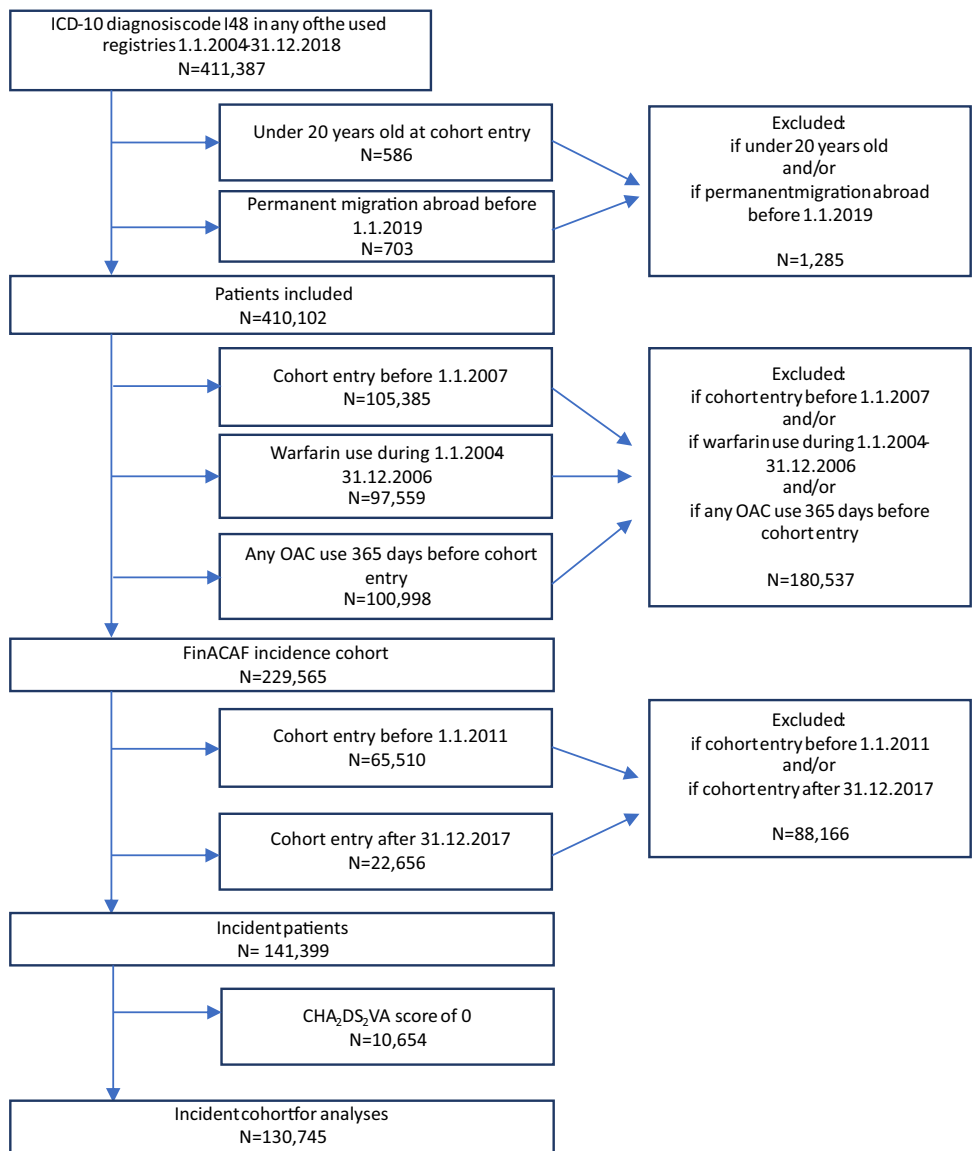 ICD-10 diagnosis code I48 in any of the used
registries 1.1.2004-31.12.2018
N=411,387
Under 20 years old at cohort entry
N=586
Permanent migration abroad before
1.1.2019
N=703
Excluded:
if under 20 years old
and/or
if permanent migration abroad
before 1.1.2019
N=1,285
Patients included
N=410,102
Cohort entry before 1.1.2007
N=105,385
Warfarin use during 1.1.2004
31.12.2006
N=97,559
Any OAC use 365 days before cohort
entry
N=100,998
Excluded:
if cohort entry before 1.1.2007
and/or
if warfarin use during 1.1.2004-
31.12.2006
and/or
if any OAC use 365 days before
cohort entry
N=180,537
FinACAF incidence cohort
N=229,565
Cohort entry before 1.1.2011
N=65,510
Cohort entry after 31.12.2017
N=22,656
Excluded:
if cohort entry before 1.1.2011
and/or
if cohort entry after 31.12.2017
N=88,166
Incident patients
N= 141,399
CHA₂DS₂VA score of 0
N=10,654
Incident cohort for analyses
N=130,745